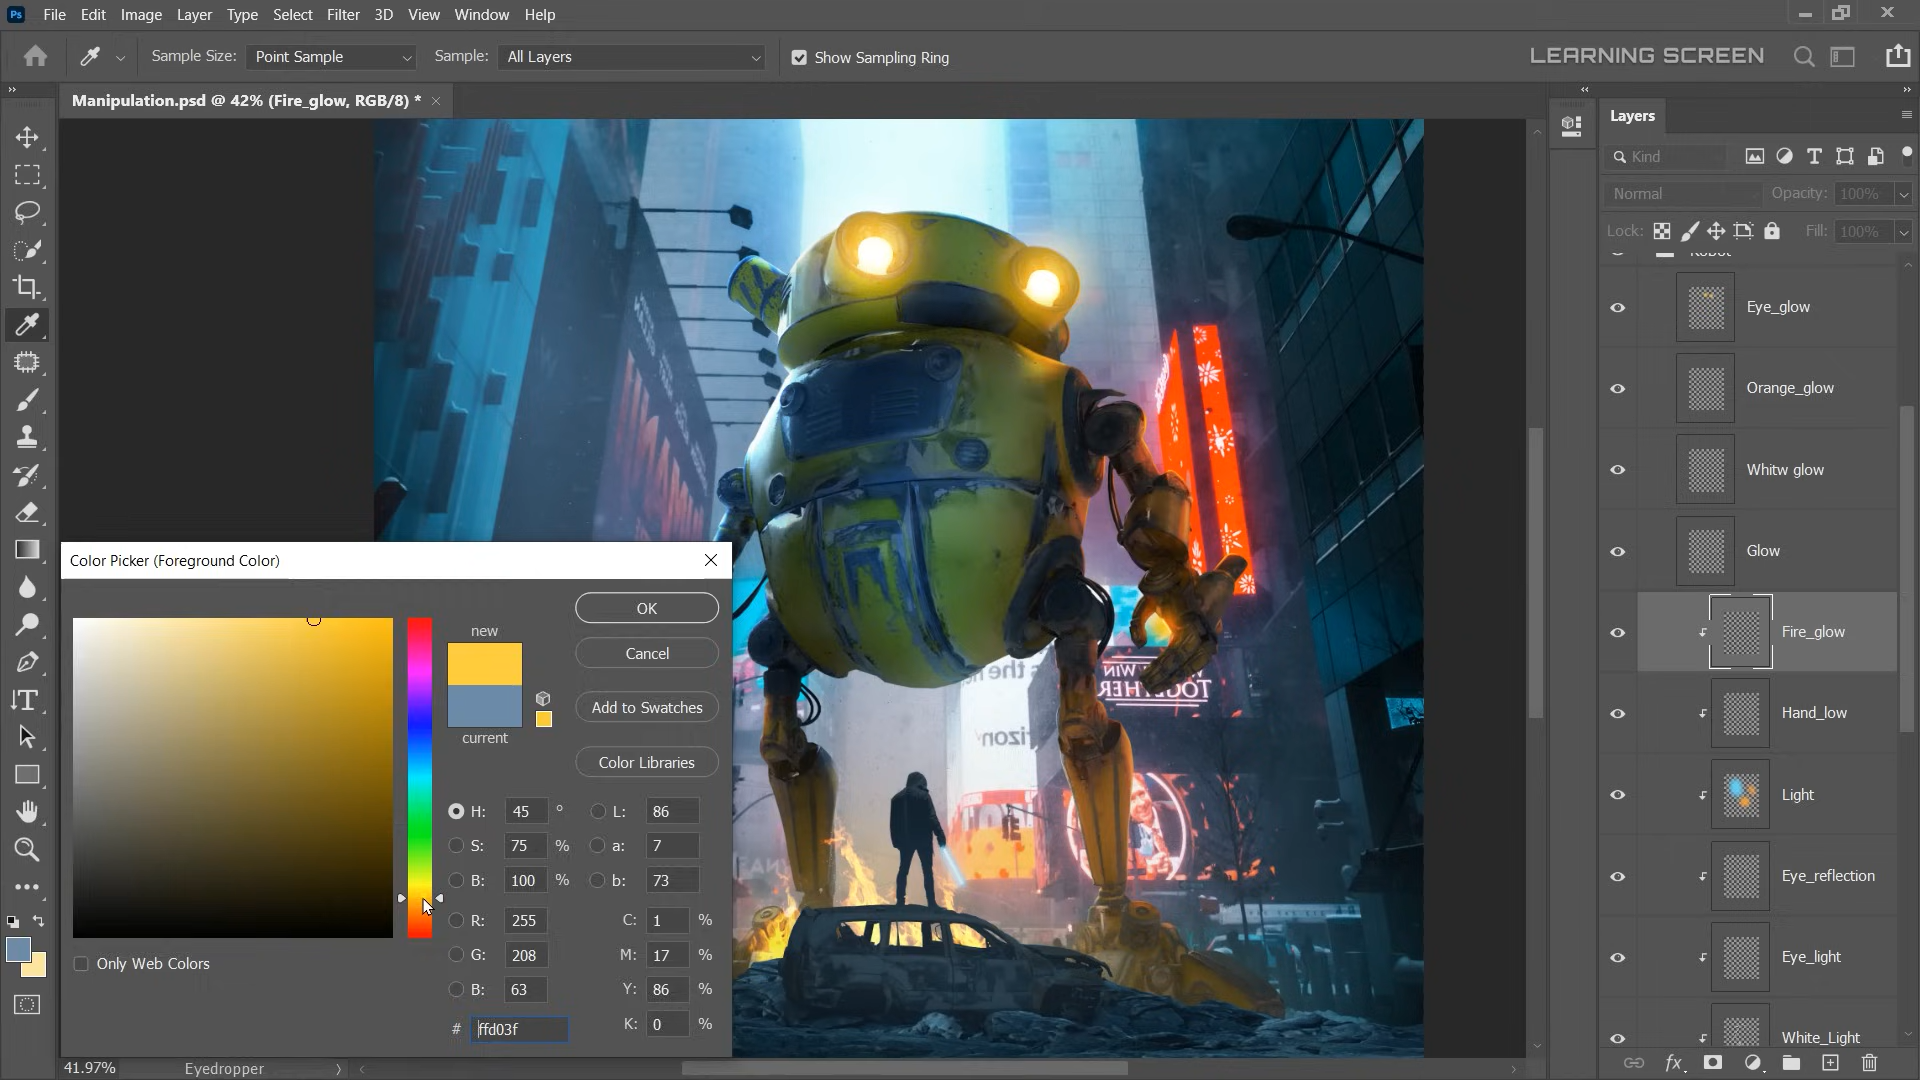 Ps File Edit Image Layer Type Select Filter 3D View Window Help
Sample Size: Point Sample Sample: All Layers Show Sampling Ring LEARNING SCREEN
Manipulation.psd @ 42% (Fire_glow, RGB/8) *
Layers
Kind
Normal Opacity: 100%
Lock: Fill: 100%
Robot
Eye_glow
Orange_glow
Whitw glow
Glow
Fire_glow
Hand_low
Light
Eye_reflection
Eye_light
White_Light
fx
TOGETHER
Color Picker (Foreground Color)
new
current
OK
Cancel
Add to Swatches
Color Libraries
H: 45 ° L: 86
S: 75 % a: 7
B: 100 % b: 73
R: 255 C: 1 %
G: 208 M: 17 %
B: 63 Y: 86 %
# ffd03f K: 0 %
Only Web Colors
41.97% Eyedropper